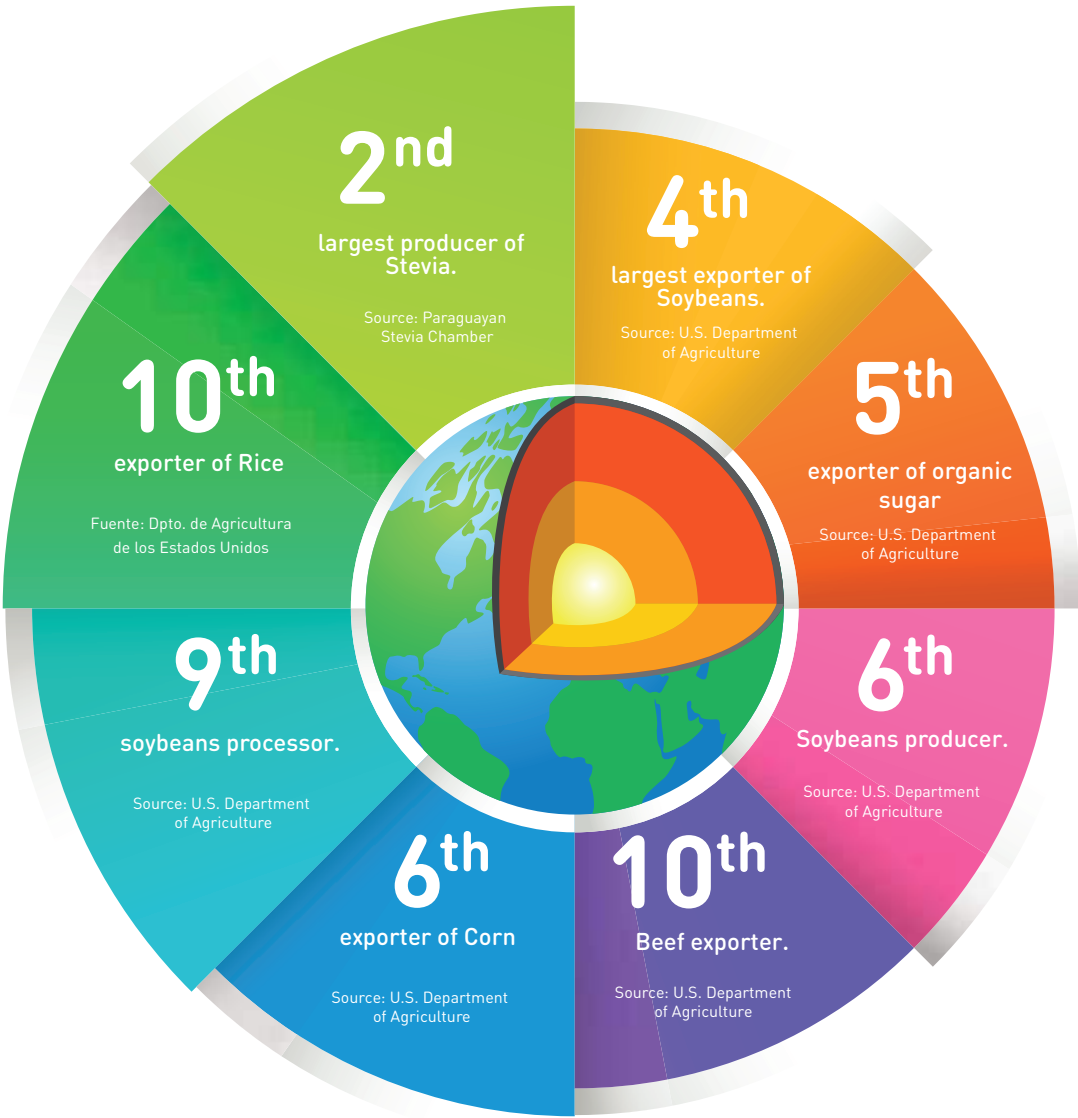 2nd
largest producer of
Stevia.
Source: Paraguayan
Stevia Chamber
4th
largest exporter of
Soybeans.
Source: U.S. Department
of Agriculture
5th
exporter of organic
sugar
Source: U.S. Department
of Agriculture
6th
Soybeans producer.
Source: U.S. Department
of Agriculture
10th
Beef exporter.
Source: U.S. Department
of Agriculture
6th
exporter of Corn
Source: U.S. Department
of Agriculture
9th
soybeans processor.
Source: U.S. Department
of Agriculture
10th
exporter of Rice
Fuente: Dpto. de Agricultura
de los Estados Unidos